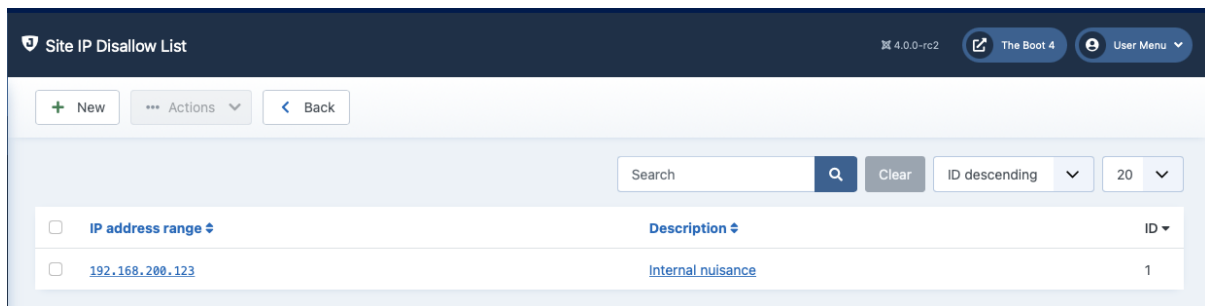 Site IP Disallow List 4.0.0-rc2 The Boot 4 User Menu
New Actions Back
Search Clear ID descending 20
IP address range Description ID
192.168.200.123 Internal nuisance 1